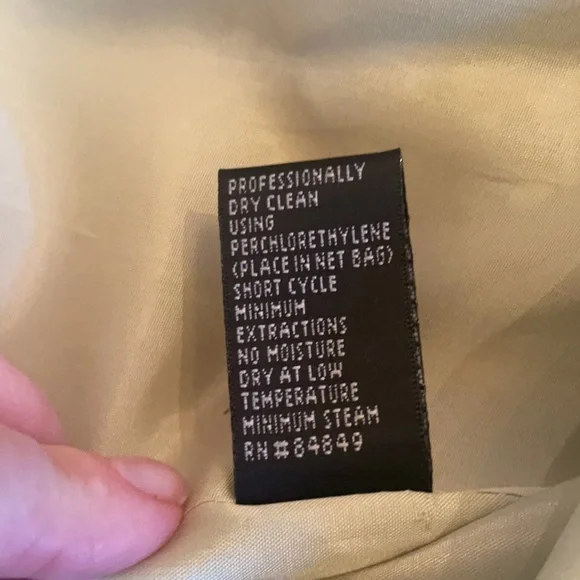 PROFESSIONALLY
DRY CLEAN
USING
PERCHLORETHYLENE
(PLACE IN NET BAG)
SHORT CYCLE
MINIMUM
EXTRACTIONS
NO MOISTURE
DRY AT LOW
TEMPERATURE
MINIMUM STEAM
RN#84849